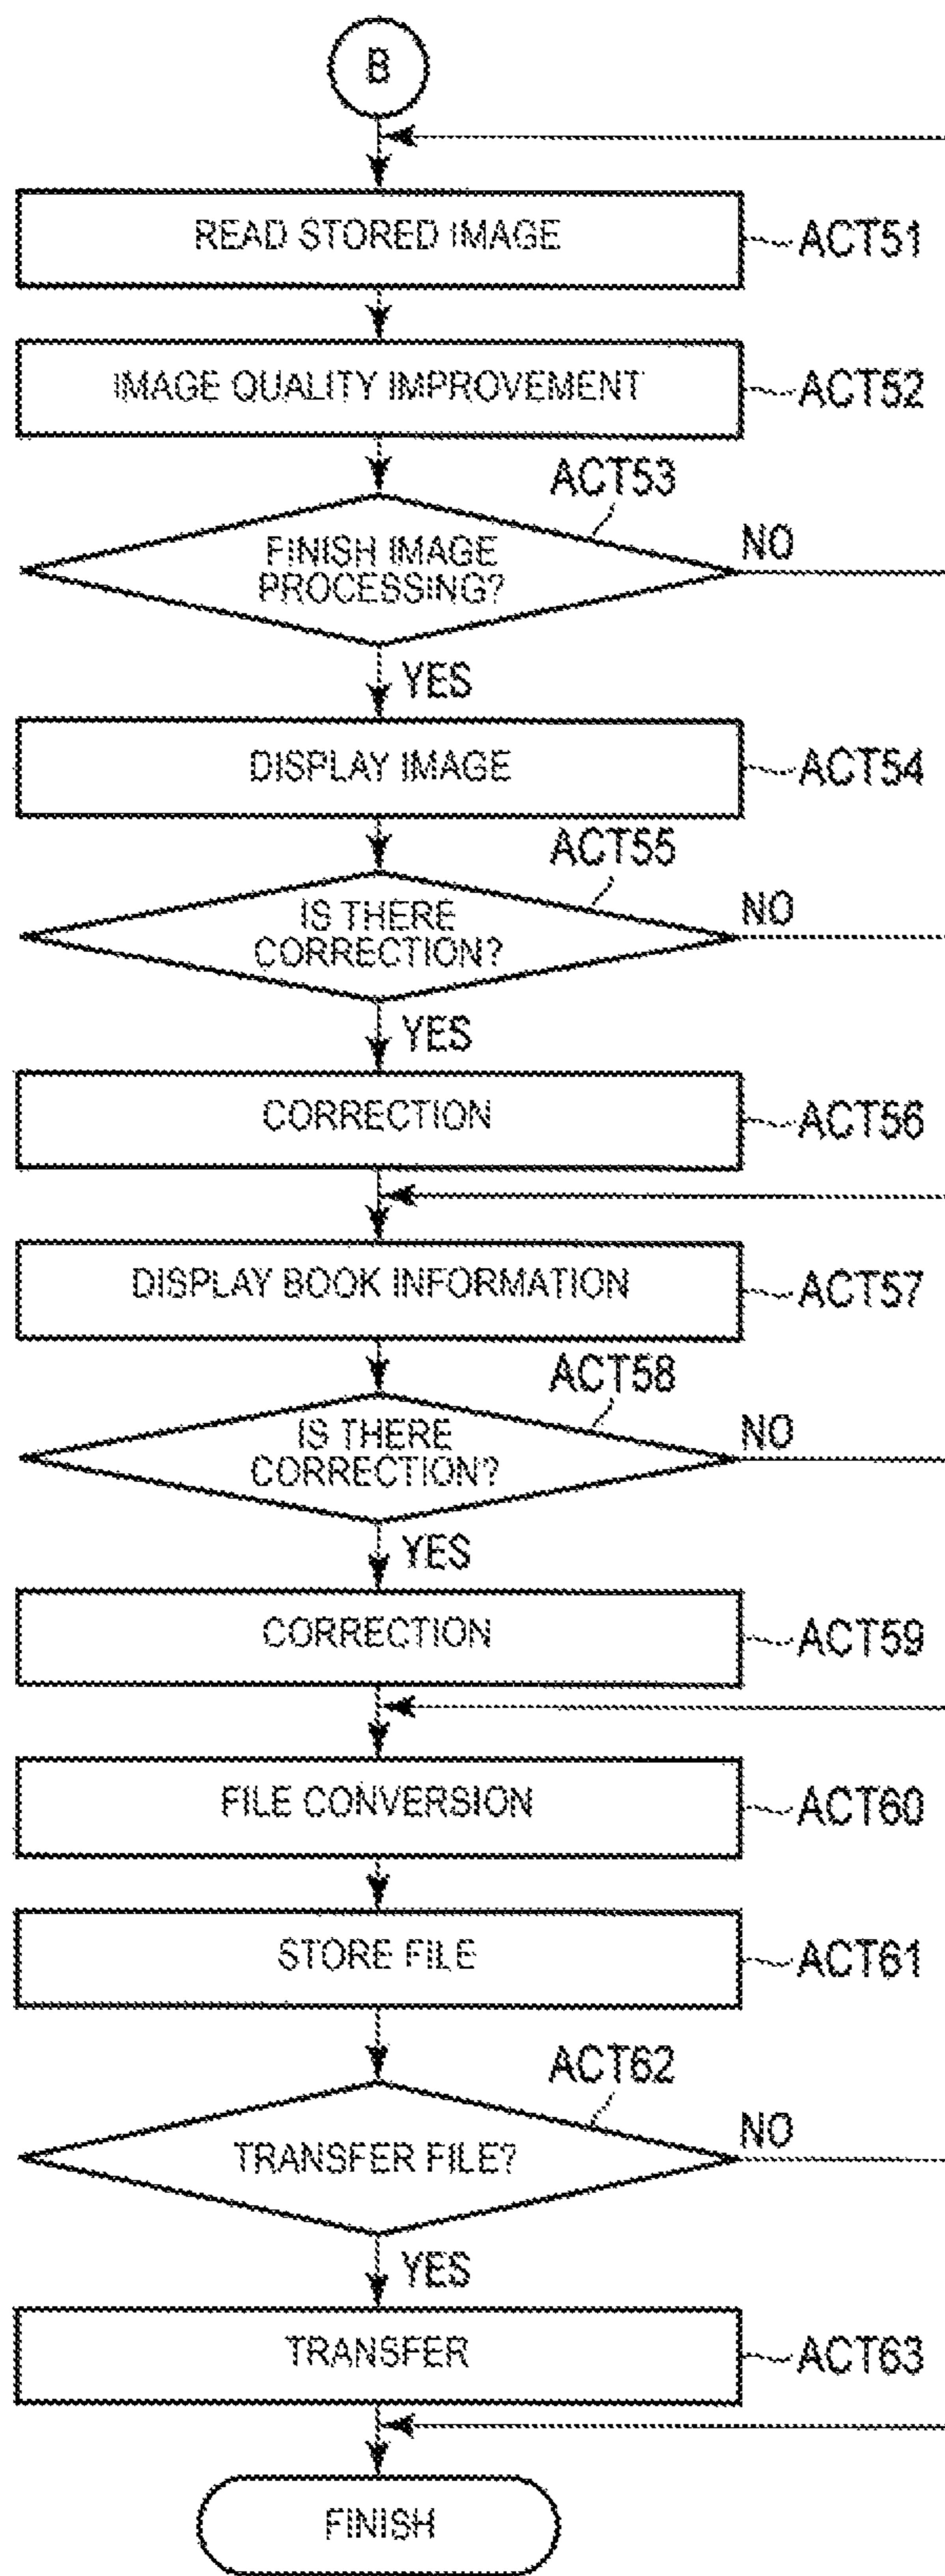 B
READ STORED IMAGE
ACT51
IMAGE QUALITY IMPROVEMENT
ACT52
ACT53
FINISH IMAGE
PROCESSING?
NO
YES
DISPLAY IMAGE
ACT54
ACT55
IS THERE
CORRECTION?
NO
YES
CORRECTION
ACT56
DISPLAY BOOK INFORMATION
ACT57
ACT58
IS THERE
CORRECTION?
NO
YES
CORRECTION
ACT59
FILE CONVERSION
ACT60
STORE FILE
ACT61
ACT62
TRANSFER FILE?
NO
YES
TRANSFER
ACT63
FINISH